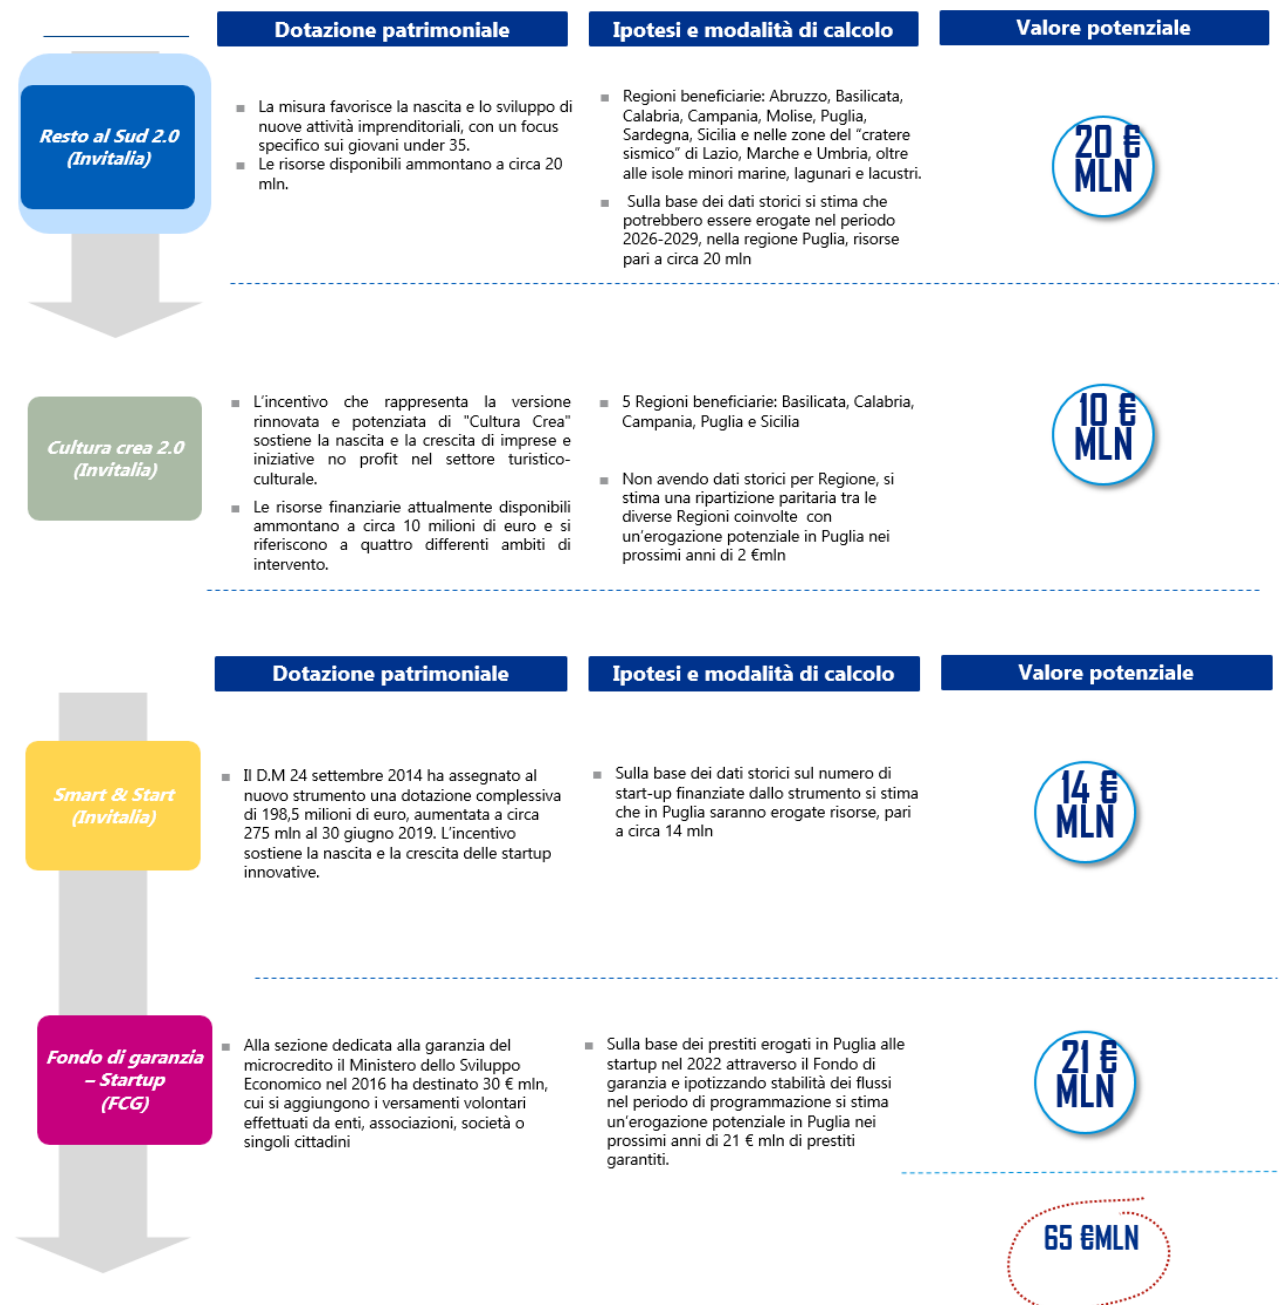 Dotazione patrimoniale
Ipotesi e modalità di calcolo
Valore potenziale
Resto al Sud 2.0
(Invitalia)
La misura favorisce la nascita e lo sviluppo di
nuove attività imprenditoriali, con un focus
specifico sui giovani under 35.
Le risorse disponibili ammontano a circa 20
mln.
Regioni beneficiarie: Abruzzo, Basilicata,
Calabria, Campania, Molise, Puglia,
Sardegna, Sicilia e nelle zone del “cratere
sismico” di Lazio, Marche e Umbria, oltre
alle isole minori marine, lagunari e lacustri.
Sulla base dei dati storici si stima che
potrebbero essere erogate nel periodo
2026-2029, nella regione Puglia, risorse
pari a circa 20 mln
20 €
MLN
Cultura crea 2.0
(Invitalia)
L’incentivo che rappresenta la versione
rinnovata e potenziata di "Cultura Crea"
sostiene la nascita e la crescita di imprese e
iniziative no profit nel settore turistico-
culturale.
Le risorse finanziarie attualmente disponibili
ammontano a circa 10 milioni di euro e si
riferiscono a quattro differenti ambiti di
intervento.
5 Regioni beneficiarie: Basilicata, Calabria,
Campania, Puglia e Sicilia
Non avendo dati storici per Regione, si
stima una ripartizione paritaria tra le
diverse Regioni coinvolte con
un’erogazione potenziale in Puglia nei
prossimi anni di 2 €mln
10 €
MLN
Dotazione patrimoniale
Ipotesi e modalità di calcolo
Valore potenziale
Smart & Start
(Invitalia)
Il D.M 24 settembre 2014 ha assegnato al
nuovo strumento una dotazione complessiva
di 198,5 milioni di euro, aumentata a circa
275 mln al 30 giugno 2019. L’incentivo
sostiene la nascita e la crescita delle startup
innovative.
Sulla base dei dati storici sul numero di
start-up finanziate dallo strumento si stima
che in Puglia saranno erogate risorse, pari
a circa 14 mln
14 €
MLN
Fondo di garanzia
– Startup
(FCG)
Alla sezione dedicata alla garanzia del
microcredito il Ministero dello Sviluppo
Economico nel 2016 ha destinato 30 € mln,
cui si aggiungono i versamenti volontari
effettuati da enti, associazioni, società o
singoli cittadini
Sulla base dei prestiti erogati in Puglia alle
startup nel 2022 attraverso il Fondo di
garanzia e ipotizzando stabilità dei flussi
nel periodo di programmazione si stima
un’erogazione potenziale in Puglia nei
prossimi anni di 21 € mln di prestiti
garantiti.
21 €
MLN
65 €MLN